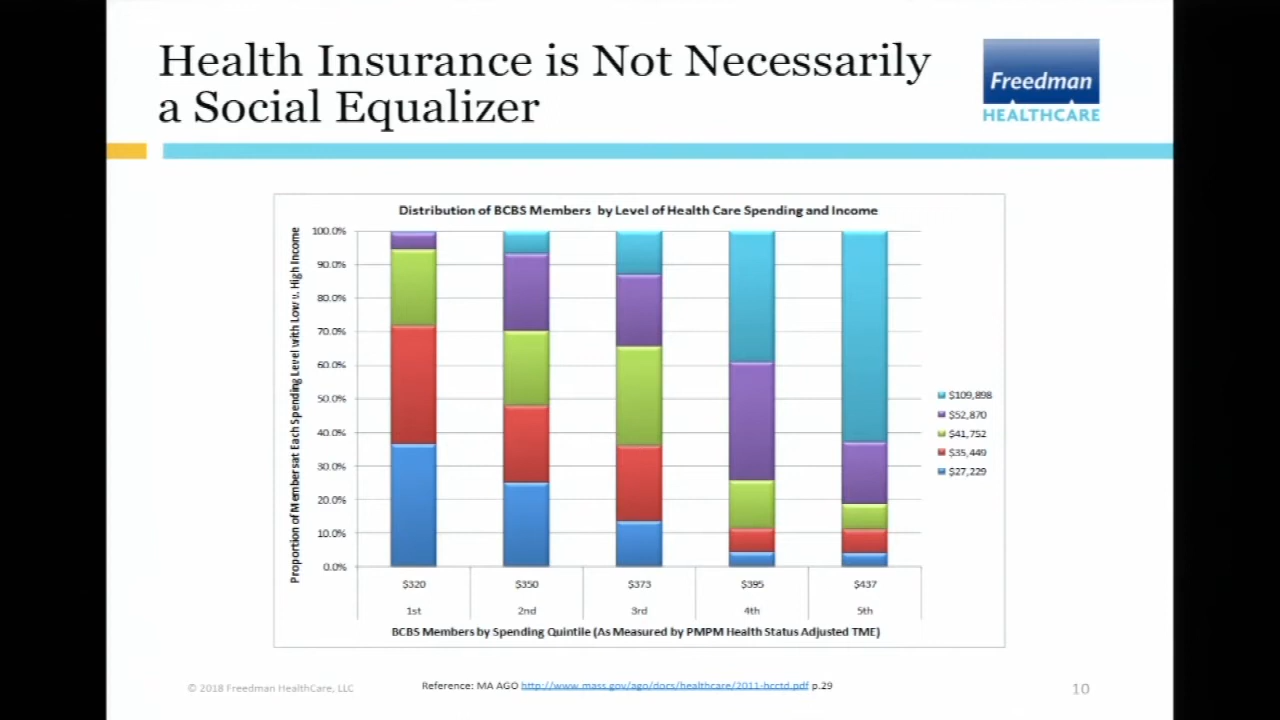 Health Insurance is Not Necessarily
a Social Equalizer
Freedman
HEALTHCARE
Distribution of BCBS Members by Level of Health Care Spending and Income
Proportion of Members at Each Spending Level with Low v. High Income
100.0%
90.0%
80.0%
70.0%
60.0%
50.0%
40.0%
30.0%
20.0%
10.0%
0.0%
$109,898
$52,870
$41,752
$35,449
$27,229
$320 $350 $373 $395 $437
1st 2nd 3rd 4th 5th
BCBS Members by Spending Quintile (As Measured by PMPM Health Status Adjusted TME)
© 2018 Freedman HealthCare, LLC
Reference: MA AGO http://www.mass.gov/ago/docs/healthcare/2011-hcctd.pdf p.29
10